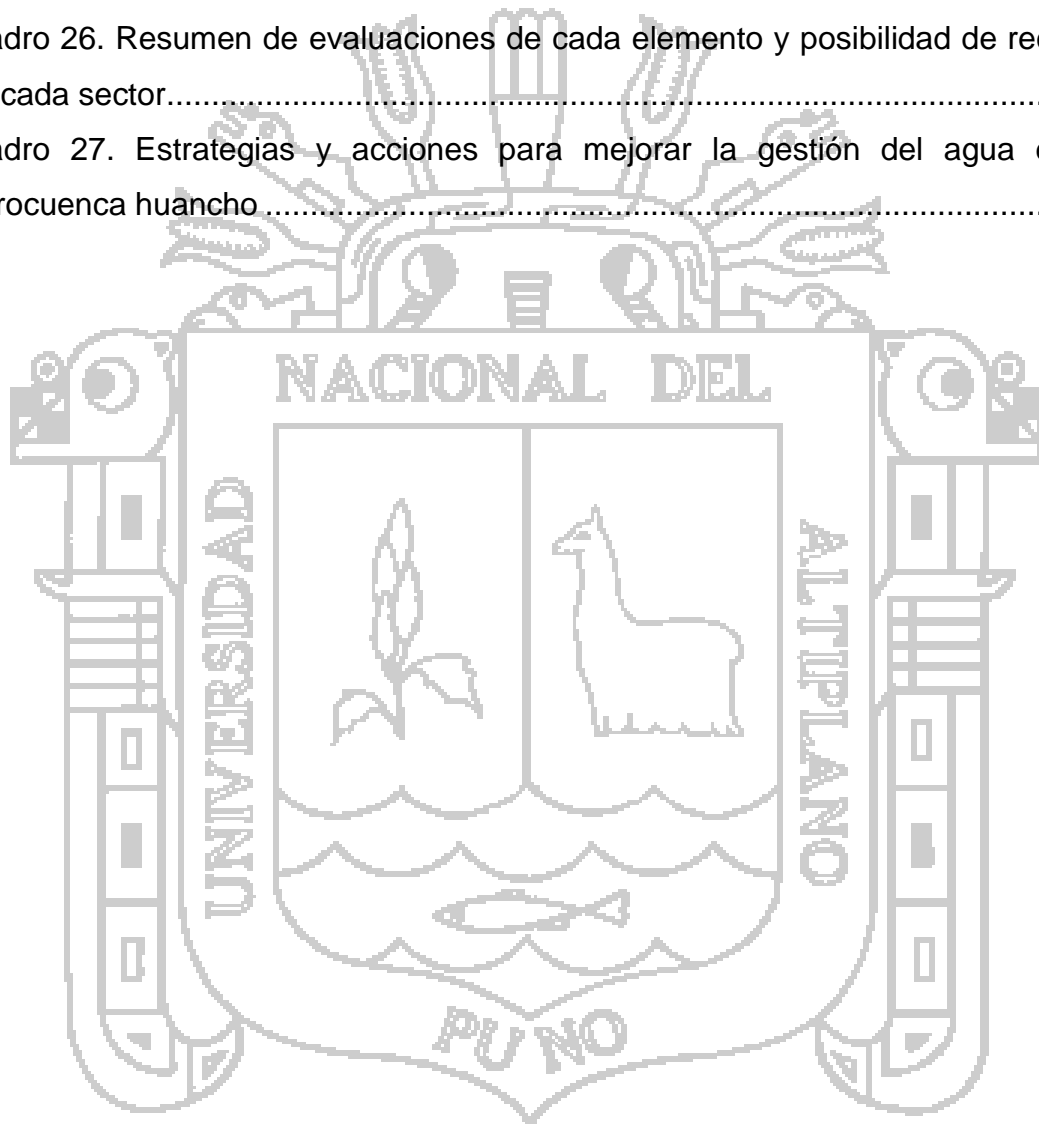 adro 26. Resumen de evaluaciones de cada elemento y posibilidad de re
cada sector
adro 27. Estrategias y acciones para mejorar la gestión del agua
rocuenca huancho
NACIONAL DEL
UNIVERSIDAD
ALTIPLANO
PUNO